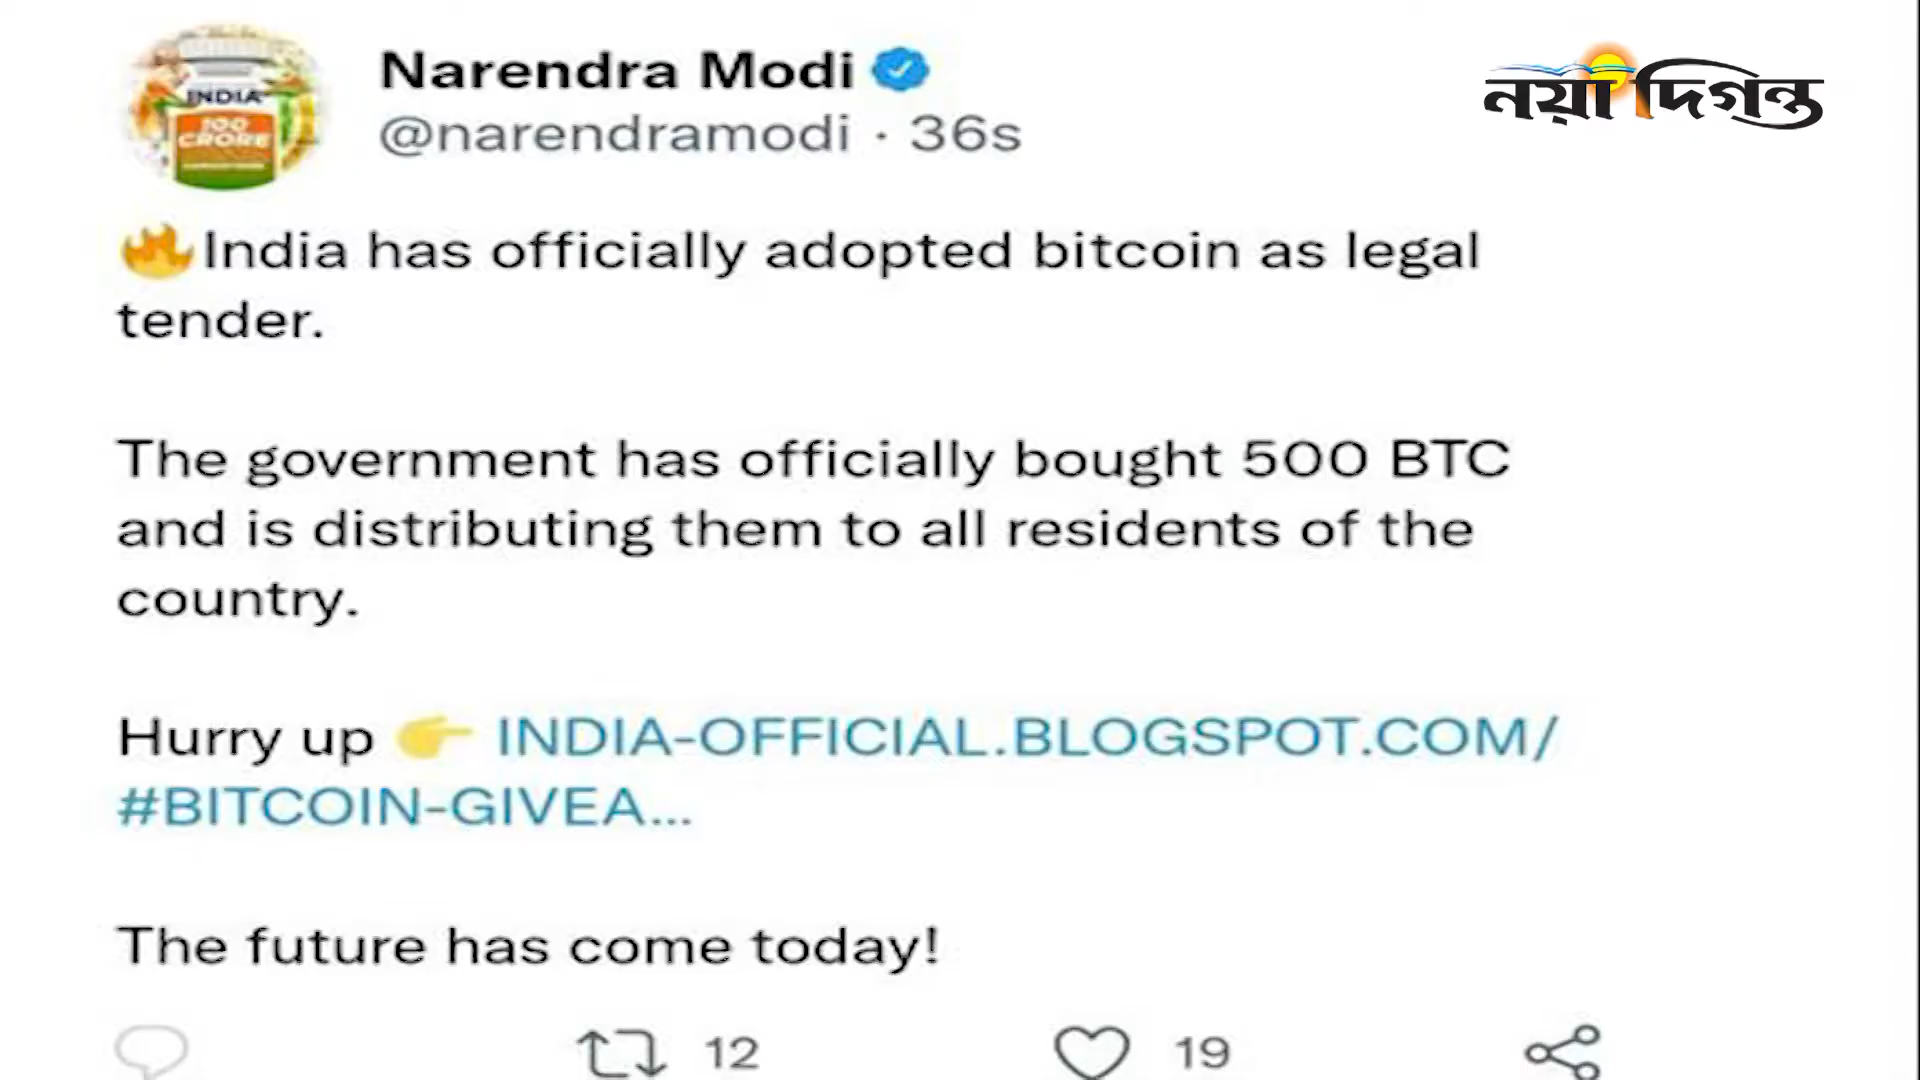 INDIA
100
CRORE
Narendra Modi
নয়া দিগন্ত
@narendramodi · 36s
🔥India has officially adopted bitcoin as legal
tender.
The government has officially bought 500 BTC
and is distributing them to all residents of the
country.
Hurry up 👉 INDIA-OFFICIAL.BLOGSPOT.COM/
#BITCOIN-GIVEA...
The future has come today!
12
19